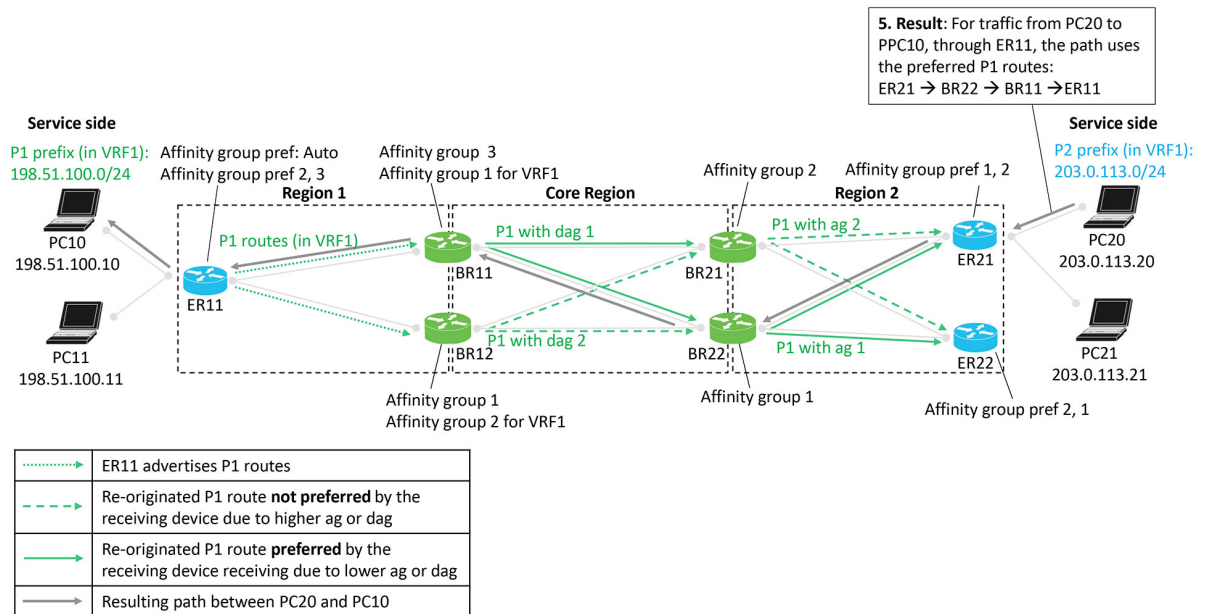 5. Result: For traffic from PC20 to
PPC10, through ER11, the path uses
the preferred P1 routes:
ER21 → BR22 → BR11 →ER11
Service side
P1 prefix (in VRF1):
198.51.100.0/24
Affinity group pref: Auto
Affinity group pref 2, 3
Affinity group 3
Affinity group 1 for VRF1
Affinity group 2
Affinity group pref 1, 2
Service side
P2 prefix (in VRF1):
203.0.113.0/24
Region 1
Core Region
Region 2
PC10
198.51.100.10
P1 routes (in VRF1)
P1 with dag 1
P1 with ag 2
BR11
BR21
ER21
PC20
203.0.113.20
ER11
PC11
198.51.100.11
BR12
P1 with dag 2
BR22
P1 with ag 1
ER22
PC21
203.0.113.21
Affinity group 1
Affinity group 2 for VRF1
Affinity group 1
Affinity group pref 2, 1
ER11 advertises P1 routes
Re-originated P1 route not preferred by the
receiving device due to higher ag or dag
Re-originated P1 route preferred by the
receiving device receiving due to lower ag or dag
Resulting path between PC20 and PC10